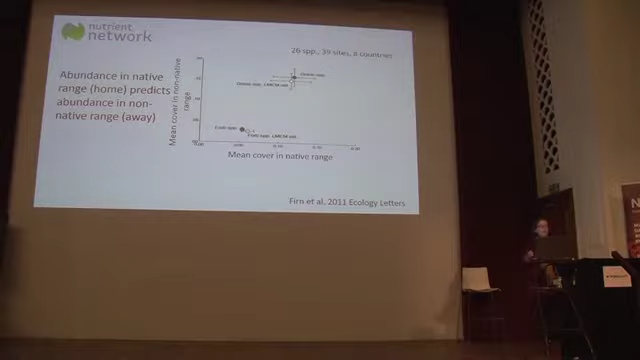 nutrient
network
26 spp., 39 sites, 8 countries
Abundance in native
range (home) predicts
abundance in non-
native range (away)
Mean cover in non-native
range
Mean cover in native range
Firn et al, 2011 Ecology Letters